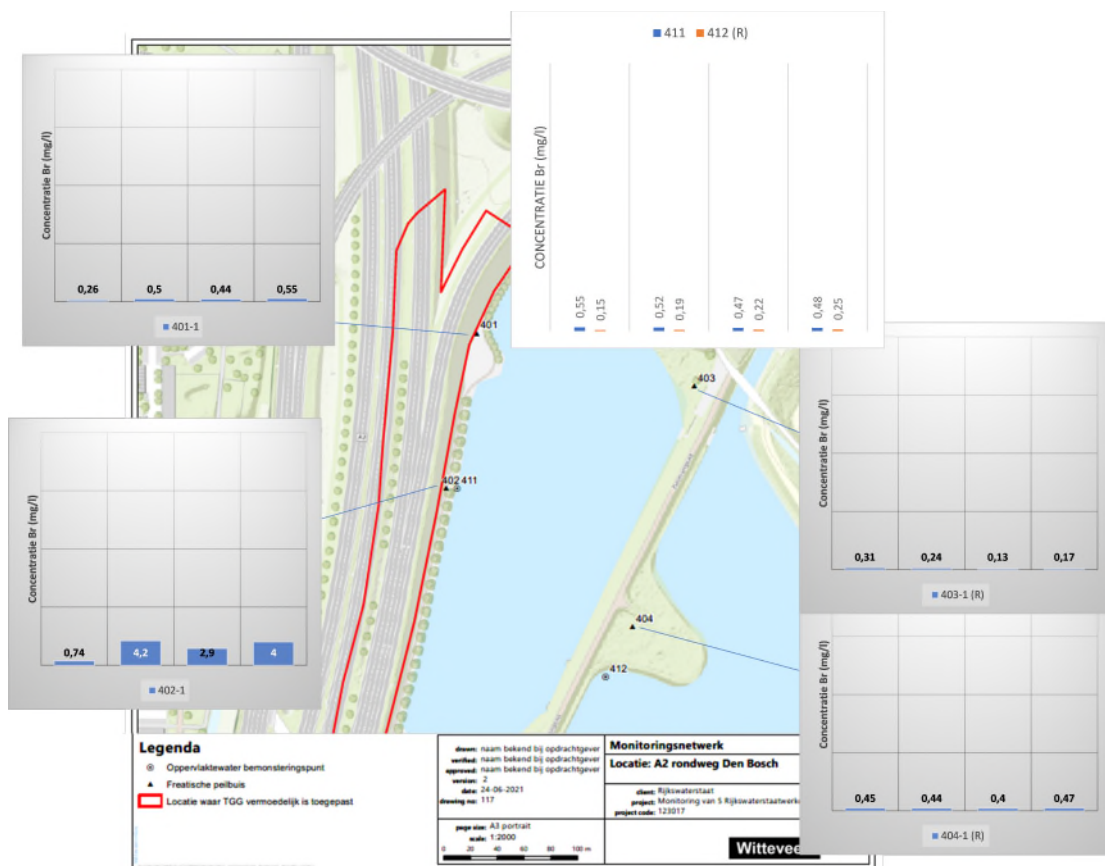 411 412 (R)
CONCENTRATIE Br (mg/l)
0,55 0,15 0,52 0,19 0,47 0,22 0,48 0,25
Concentratie Br (mg/l)
0,26 0,5 0,44 0,55
401-1
401
403
Concentratie Br (mg/l)
0,31 0,24 0,13 0,17
403-1 (R)
Concentratie Br (mg/l)
0,74 4,2 2,9 4
402-1
402 411
404
412
Concentratie Br (mg/l)
0,45 0,44 0,4 0,47
404-1 (R)
Legenda
Oppervlaktewater bemonsteringspunt
Freatische peilbuis
Locatie waar TGG vermoedelijk is toegepast
drawn: naam bekend bij opdrachtgever
verified: naam bekend bij opdrachtgever
approved: naam bekend bij opdrachtgever
version: 2
date: 24-06-2021
drawing no: 117
page size: A3 portrait
scale: 1:2000
0 20 40 60 80 100 m
Monitoringsnetwerk
Locatie: A2 rondweg Den Bosch
client: Rijkswaterstaat
project: Monitoring van 5 Rijkswaterstaatwerke
project code: 123017
Witteve